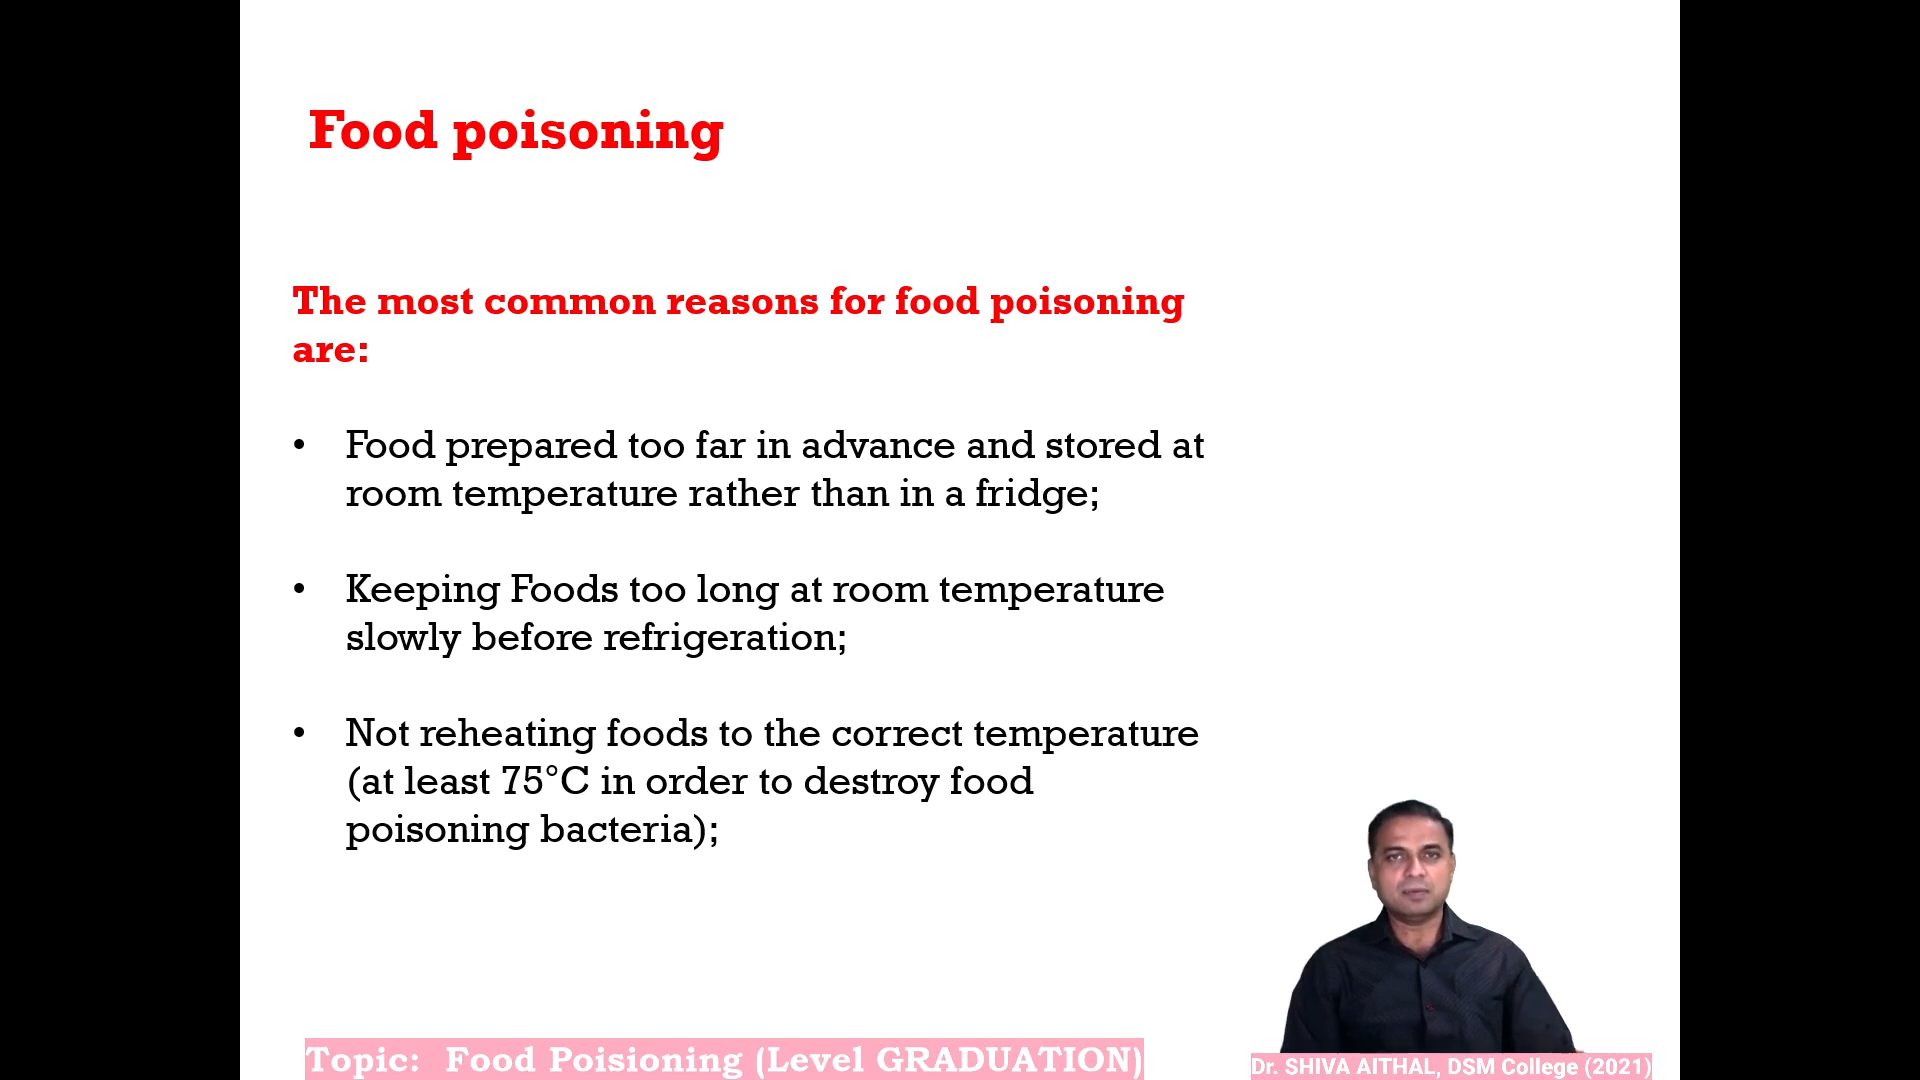 Food poisoning
The most common reasons for food poisoning
are:
• Food prepared too far in advance and stored at
room temperature rather than in a fridge;
• Keeping Foods too long at room temperature
slowly before refrigeration;
• Not reheating foods to the correct temperature
(at least 75°C in order to destroy food
poisoning bacteria);
Topic: Food Poisioning (Level GRADUATION)
Dr. SHIVA AITHAL, DSM College (2021)